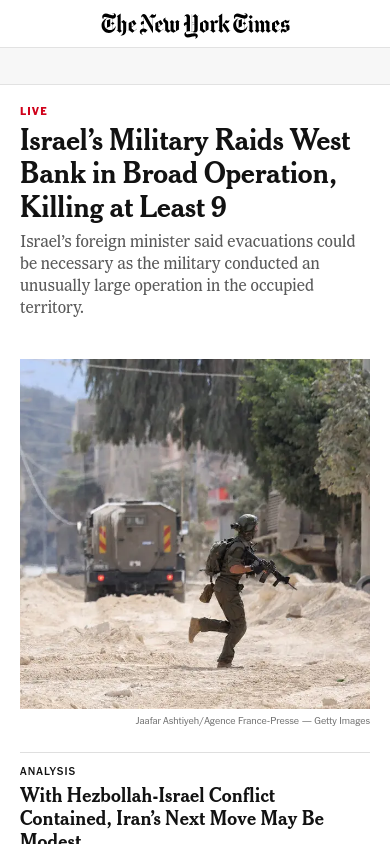 The New York Times
LIVE
Israel’s Military Raids West
Bank in Broad Operation,
Killing at Least 9
Israel’s foreign minister said evacuations could
be necessary as the military conducted an
unusually large operation in the occupied
territory.
Jaafar Ashtiyeh/Agence France-Presse — Getty Images
ANALYSIS
With Hezbollah-Israel Conflict
Contained, Iran’s Next Move May Be
Modest